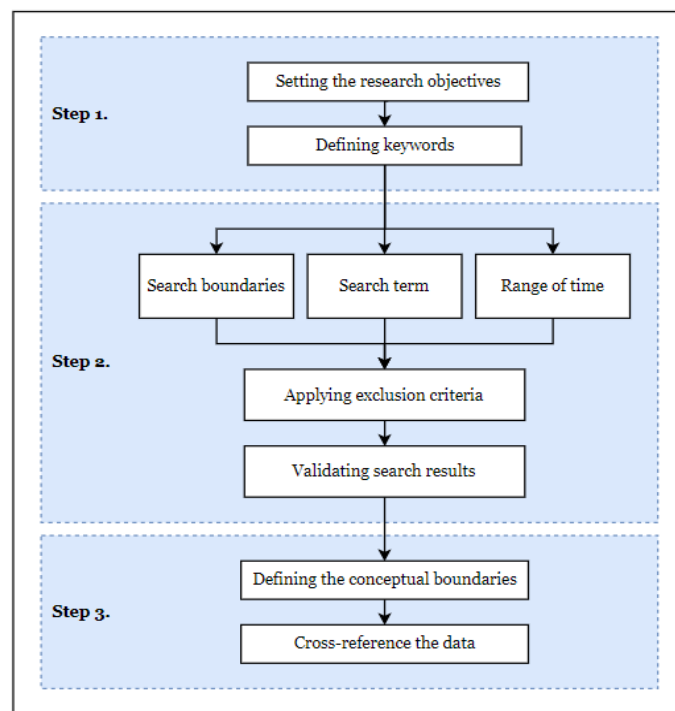 Setting the research objectives
Step 1.
Defining keywords
Search boundaries
Search term
Range of time
Step 2.
Applying exclusion criteria
Validating search results
Defining the conceptual boundaries
Step 3.
Cross-reference the data